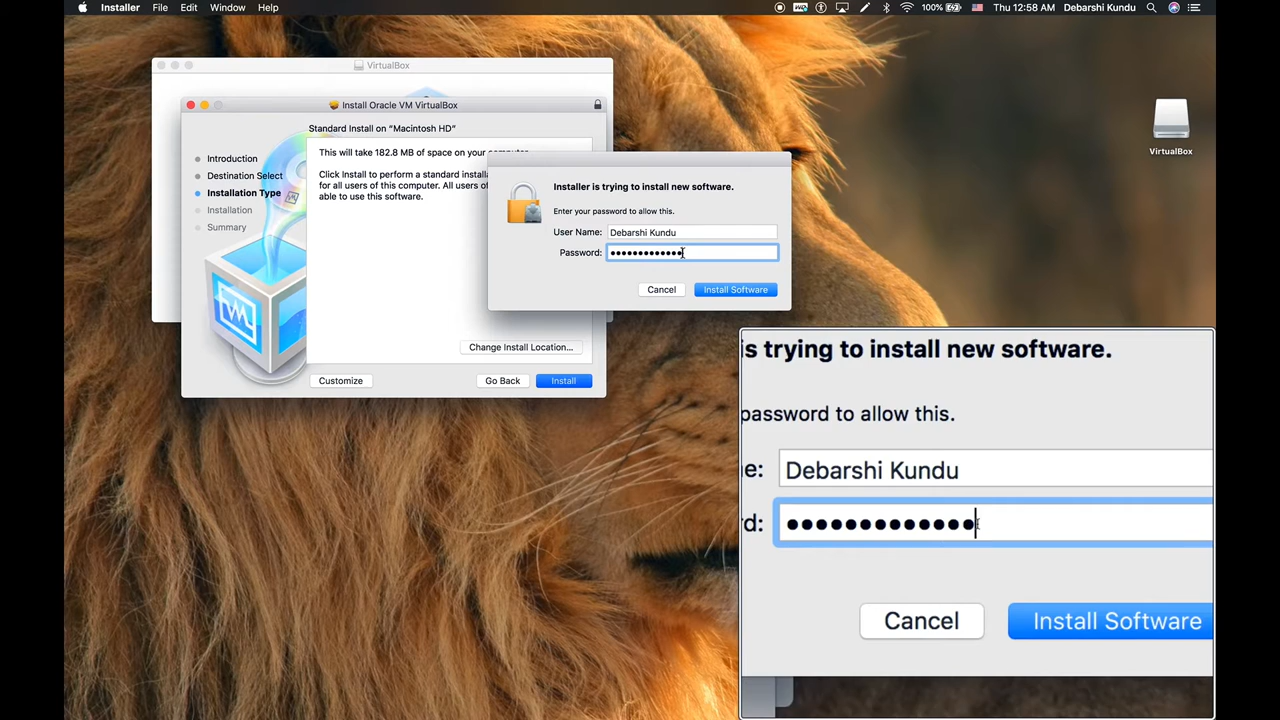 Installer File Edit Window Help 100% Thu 12:58 AM Debarshi Kundu
VirtualBox
Install Oracle VM VirtualBox
Standard Install on “Macintosh HD”
Introduction
Destination Select
Installation Type
Installation
Summary
This will take 182.8 MB of space on your computer.
Click Install to perform a standard installa
for all users of this computer. All users of
able to use this software.
Change Install Location...
Customize Go Back Install
Installer is trying to install new software.
Enter your password to allow this.
User Name: Debarshi Kundu
Password: •••••••••••••
Cancel Install Software
VirtualBox
is trying to install new software.
password to allow this.
e: Debarshi Kundu
rd: •••••••••••••
Cancel Install Software